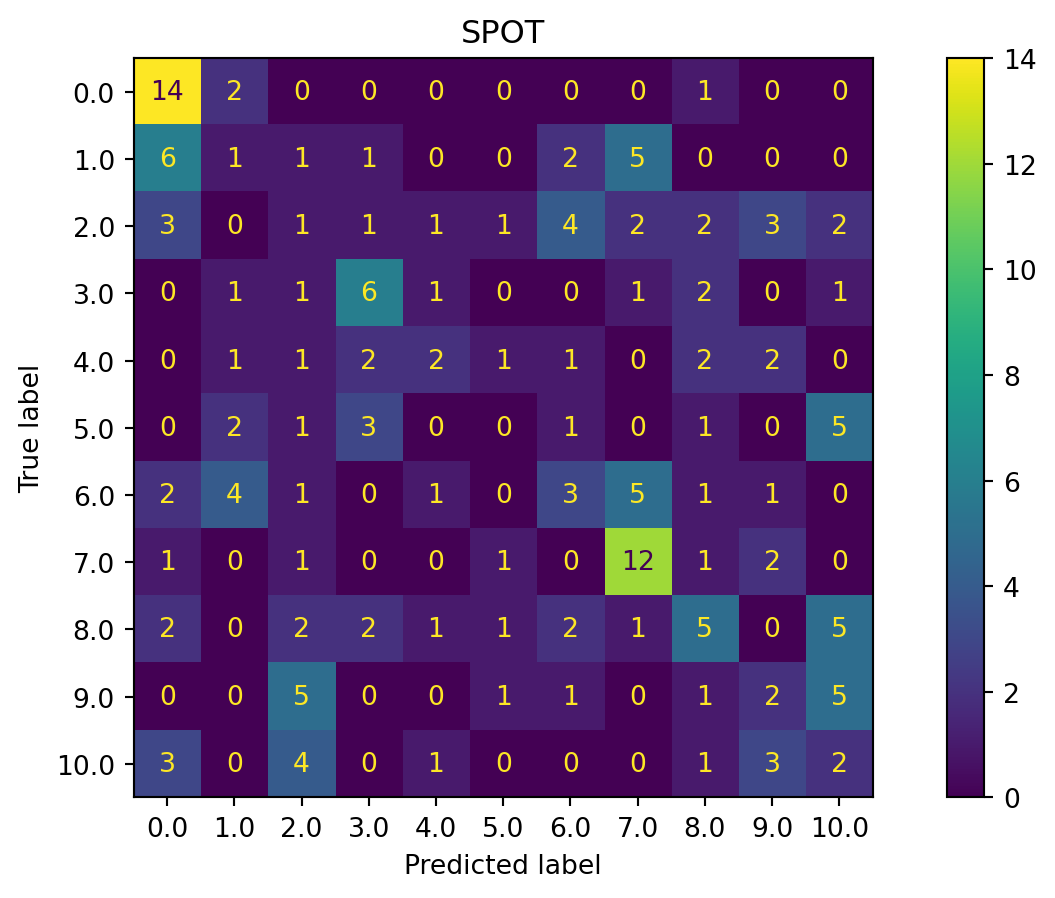 SPOT
0.0 14 2 0 0 0 0 0 0 1 0 0
1.0 6 1 1 1 0 0 2 5 0 0 0
2.0 3 0 1 1 1 1 4 2 2 3 2
3.0 0 1 1 6 1 0 0 1 2 0 1
4.0 0 1 1 2 2 1 1 0 2 2 0
5.0 0 2 1 3 0 0 1 0 1 0 5
6.0 2 4 1 0 1 0 3 5 1 1 0
7.0 1 0 1 0 0 1 0 12 1 2 0
8.0 2 0 2 2 1 1 2 1 5 0 5
9.0 0 0 5 0 0 1 1 0 1 2 5
10.0 3 0 4 0 1 0 0 0 1 3 2
0.0 1.0 2.0 3.0 4.0 5.0 6.0 7.0 8.0 9.0 10.0
Predicted label
True label
14
12
10
8
6
4
2
0